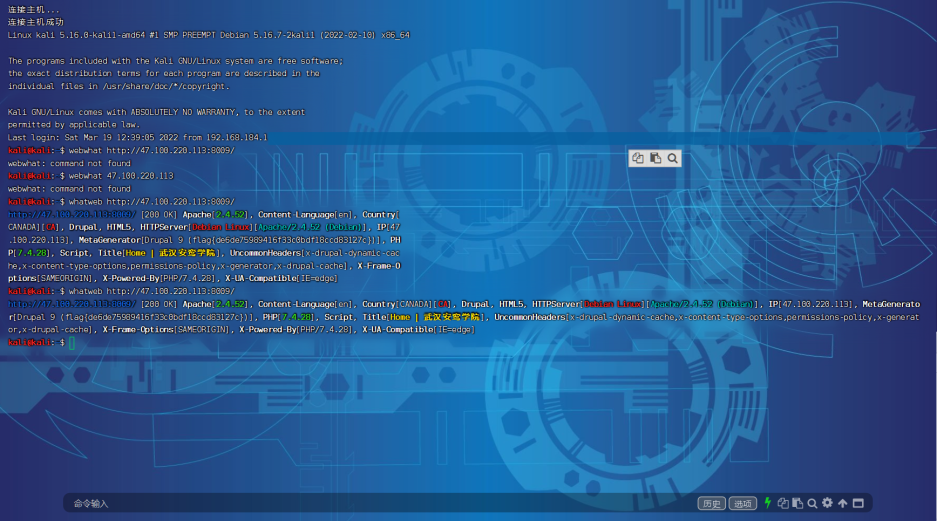 连接主机...
连接主机成功
Linux kali 5.16.0-kali1-amd64 #1 SMP PREEMPT Debian 5.16.7-2kali1 (2022-02-10) x86_64
The programs included with the Kali GNU/Linux system are free software;
the exact distribution terms for each program are described in the
individual files in /usr/share/doc/*/copyright.
Kali GNU/Linux comes with ABSOLUTELY NO WARRANTY, to the extent
permitted by applicable law.
Last login: Sat Mar 19 12:39:05 2022 from 192.168.184.1
kali@kali:~$ webwhat http://47.100.220.113:8009/
webwhat: command not found
kali@kali:~$ webwhat 47.100.220.113
webwhat: command not found
kali@kali:~$ whatweb http://47.100.220.113:8009/
http://47.100.220.113:8009/ [200 OK] Apache[2.4.52], Content-Language[en], Country[
CANADA][CA], Drupal, HTML5, HTTPServer[Debian Linux][Apache/2.4.52 (Debian)], IP[47
.100.220.113], MetaGenerator[Drupal 9 (flag{de6de75989416f33c0bdf18ccd83127c})], PH
P[7.4.28], Script, Title[Home | 武汉安鸾学院], UncommonHeaders[x-drupal-dynamic-cac
he,x-content-type-options,permissions-policy,x-generator,x-drupal-cache], X-Frame-O
ptions[SAMEORIGIN], X-Powered-By[PHP/7.4.28], X-UA-Compatible[IE=edge]
kali@kali:~$ whatweb http://47.100.220.113:8009/
http://47.100.220.113:8009/ [200 OK] Apache[2.4.52], Content-Language[en], Country[CANADA][CA], Drupal, HTML5, HTTPServer[Debian Linux][Apache/2.4.52 (Debian)], IP[47.100.220.113], MetaGenerato
r[Drupal 9 (flag{de6de75989416f33c0bdf18ccd83127c})], PHP[7.4.28], Script, Title[Home | 武汉安鸾学院], UncommonHeaders[x-drupal-dynamic-cache,x-content-type-options,permissions-policy,x-generat
or,x-drupal-cache], X-Frame-Options[SAMEORIGIN], X-Powered-By[PHP/7.4.28], X-UA-Compatible[IE=edge]
kali@kali:~$
命令输入 历史 选项